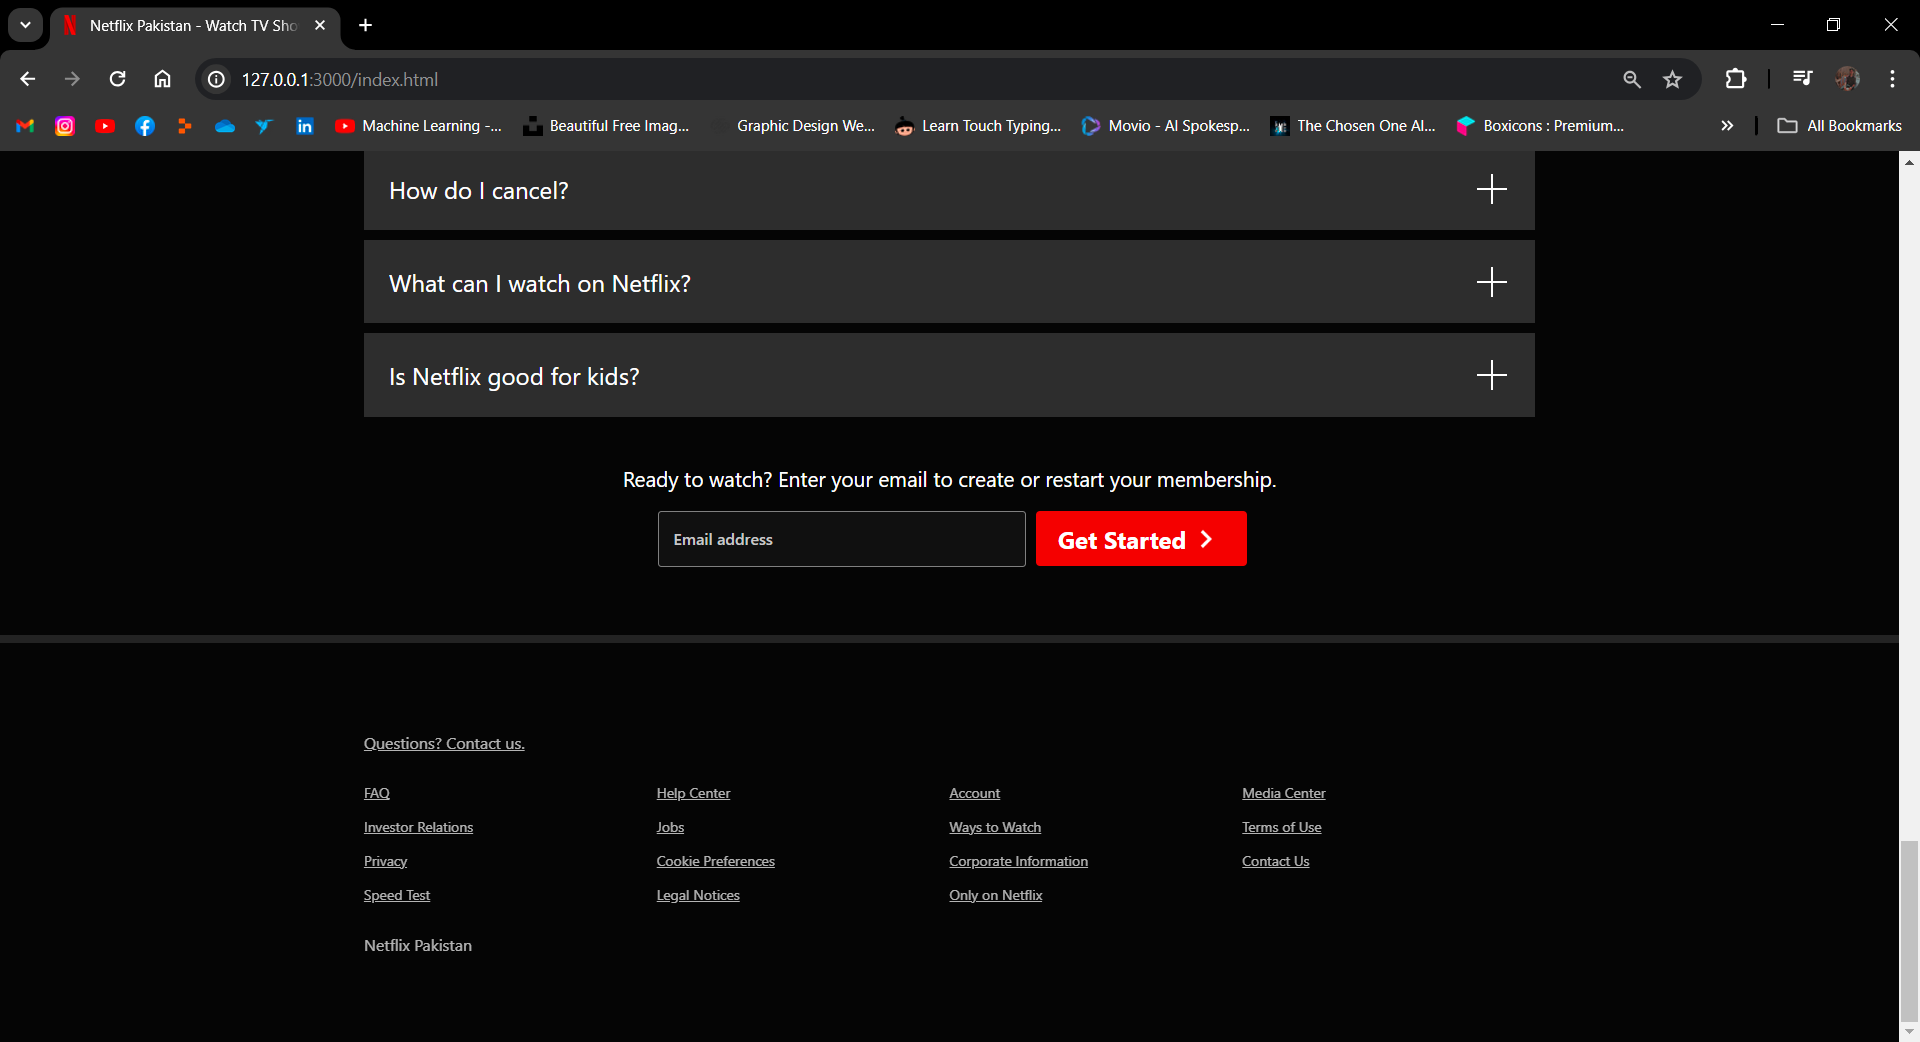 Netflix Pakistan - Watch TV Sho
127.0.0.1:3000/index.html
Machine Learning -... Beautiful Free Imag... Graphic Design We... Learn Touch Typing... Movio - AI Spokesp... The Chosen One AI... Boxicons : Premium... All Bookmarks
How do I cancel?
What can I watch on Netflix?
Is Netflix good for kids?
Ready to watch? Enter your email to create or restart your membership.
Email address Get Started
Questions? Contact us.
FAQ Help Center Account Media Center
Investor Relations Jobs Ways to Watch Terms of Use
Privacy Cookie Preferences Corporate Information Contact Us
Speed Test Legal Notices Only on Netflix
Netflix Pakistan